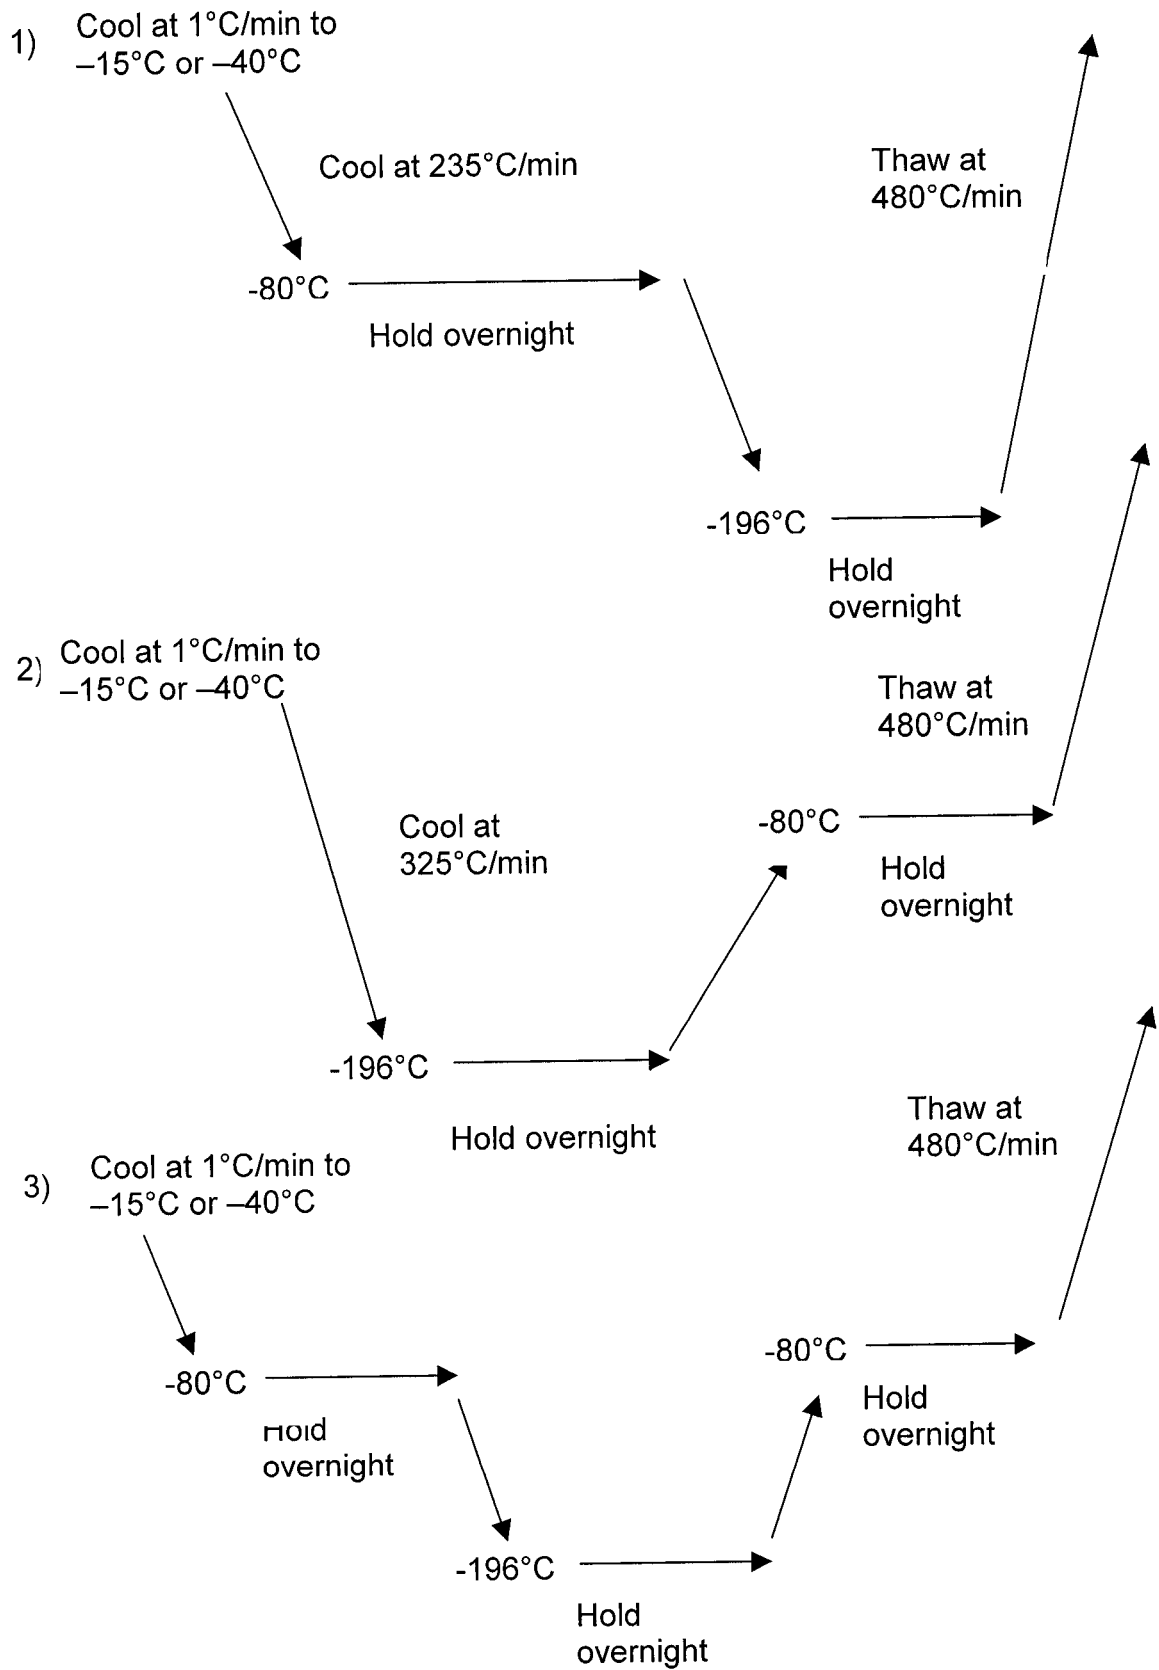 1)
Cool at 1°C/min to
–15°C or –40°C
Cool at 235°C/min
Thaw at
480°C/min
-80°C
Hold overnight
-196°C
Hold
overnight
2)
Cool at 1°C/min to
–15°C or –40°C
Thaw at
480°C/min
Cool at
325°C/min
-80°C
Hold
overnight
-196°C
Hold overnight
Thaw at
480°C/min
3)
Cool at 1°C/min to
–15°C or –40°C
-80°C
Hold
overnight
-80°C
Hold
overnight
-196°C
Hold
overnight